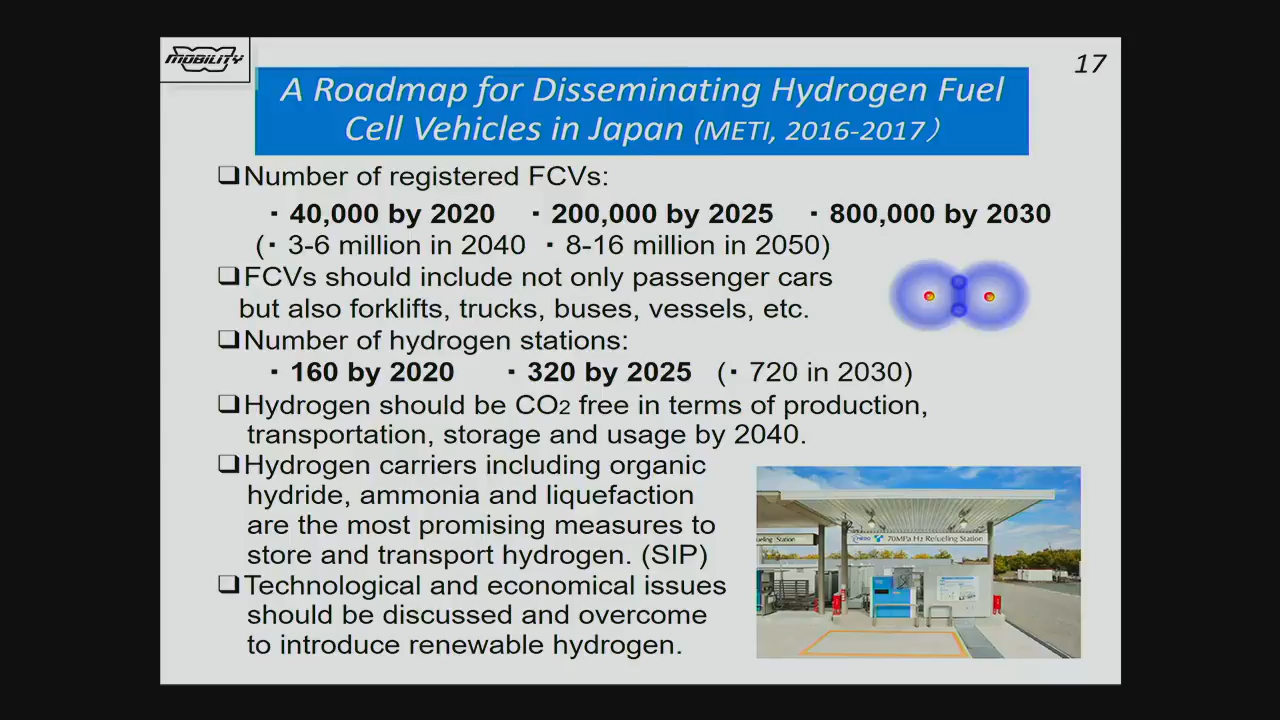 MOBILITY
17
A Roadmap for Disseminating Hydrogen Fuel
Cell Vehicles in Japan (METI, 2016-2017）
❑Number of registered FCVs:
・40,000 by 2020 ・200,000 by 2025 ・800,000 by 2030
(・3-6 million in 2040 ・8-16 million in 2050)
❑FCVs should include not only passenger cars
but also forklifts, trucks, buses, vessels, etc.
❑Number of hydrogen stations:
・160 by 2020 ・320 by 2025 (・720 in 2030)
❑Hydrogen should be CO2 free in terms of production,
transportation, storage and usage by 2040.
❑Hydrogen carriers including organic
hydride, ammonia and liquefaction
are the most promising measures to
store and transport hydrogen. (SIP)
❑Technological and economical issues
should be discussed and overcome
to introduce renewable hydrogen.
ueling Station
70MPa H2 Refueling Station